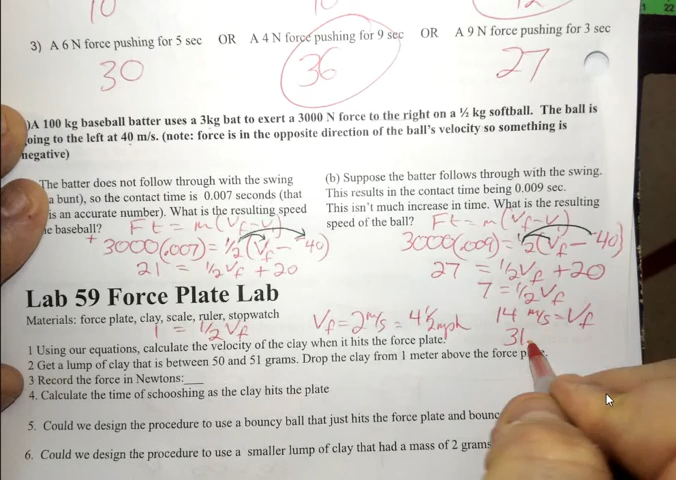 10
10
12
3) A 6 N force pushing for 5 sec OR A 4 N force pushing for 9 sec OR A 9 N force pushing for 3 sec
30 36 27
)A 100 kg baseball batter uses a 3kg bat to exert a 3000 N force to the right on a ½ kg softball. The ball is
oing to the left at 40 m/s. (note: force is in the opposite direction of the ball's velocity so something is
negative)
The batter does not follow through with the swing
a bunt), so the contact time is 0.007 seconds (that
is an accurate number). What is the resulting speed
e baseball? Ft = m(Vf-V)
+3000(.007) = ½(Vf - -40)
21 = ½Vf + 20
(b) Suppose the batter follows through with the swing.
This results in the contact time being 0.009 sec.
This isn't much increase in time. What is the resulting
speed of the ball? Ft = m(Vf-V)
3000(.009) = ½(Vf - -40)
27 = ½Vf + 20
7 = ½Vf
Lab 59 Force Plate Lab
Materials: force plate, clay, scale, ruler, stopwatch
1 = ½Vf Vf = 2 m/s = 4½ mph 14 m/s = Vf
31
1 Using our equations, calculate the velocity of the clay when it hits the force plate.
2 Get a lump of clay that is between 50 and 51 grams. Drop the clay from 1 meter above the force
3 Record the force in Newtons:___
4. Calculate the time of schooshing as the clay hits the plate
5. Could we design the procedure to use a bouncy ball that just hits the force plate and
6. Could we design the procedure to use a smaller lump of clay that had a mass of 2 grams